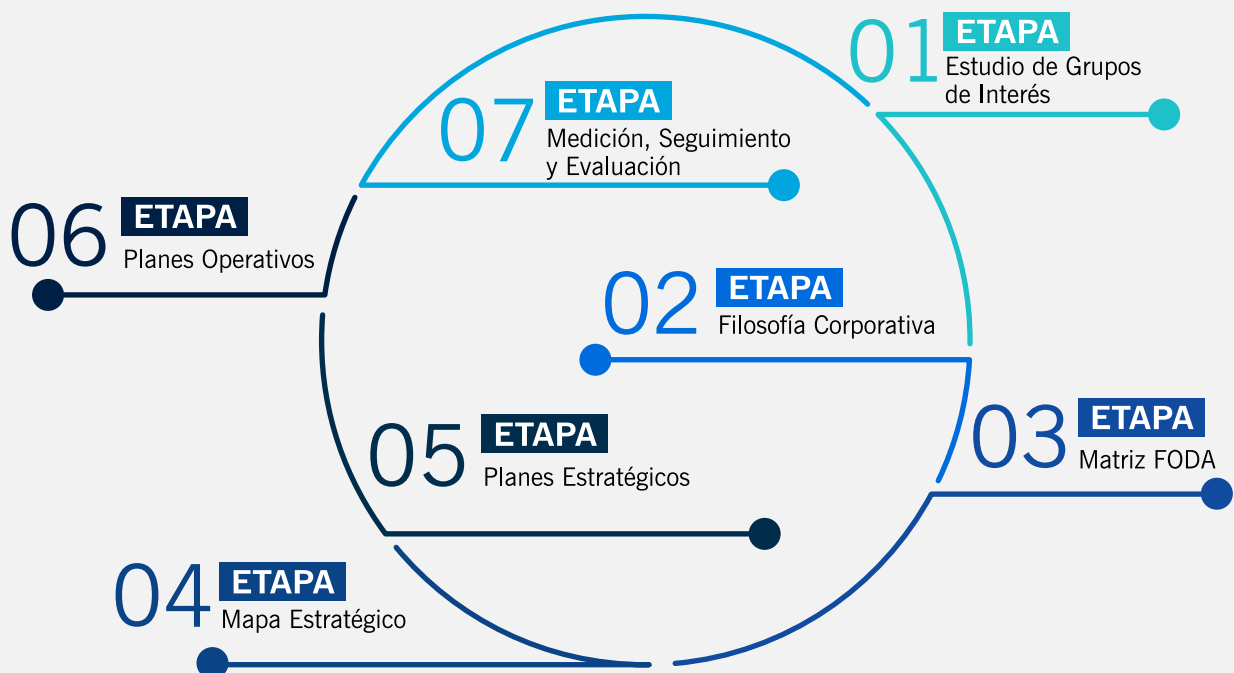 01 ETAPA
Estudio de Grupos
de Interés
02 ETAPA
Filosofía Corporativa
03 ETAPA
Matriz FODA
04 ETAPA
Mapa Estratégico
05 ETAPA
Planes Estratégicos
06 ETAPA
Planes Operativos
07 ETAPA
Medición, Seguimiento
y Evaluación